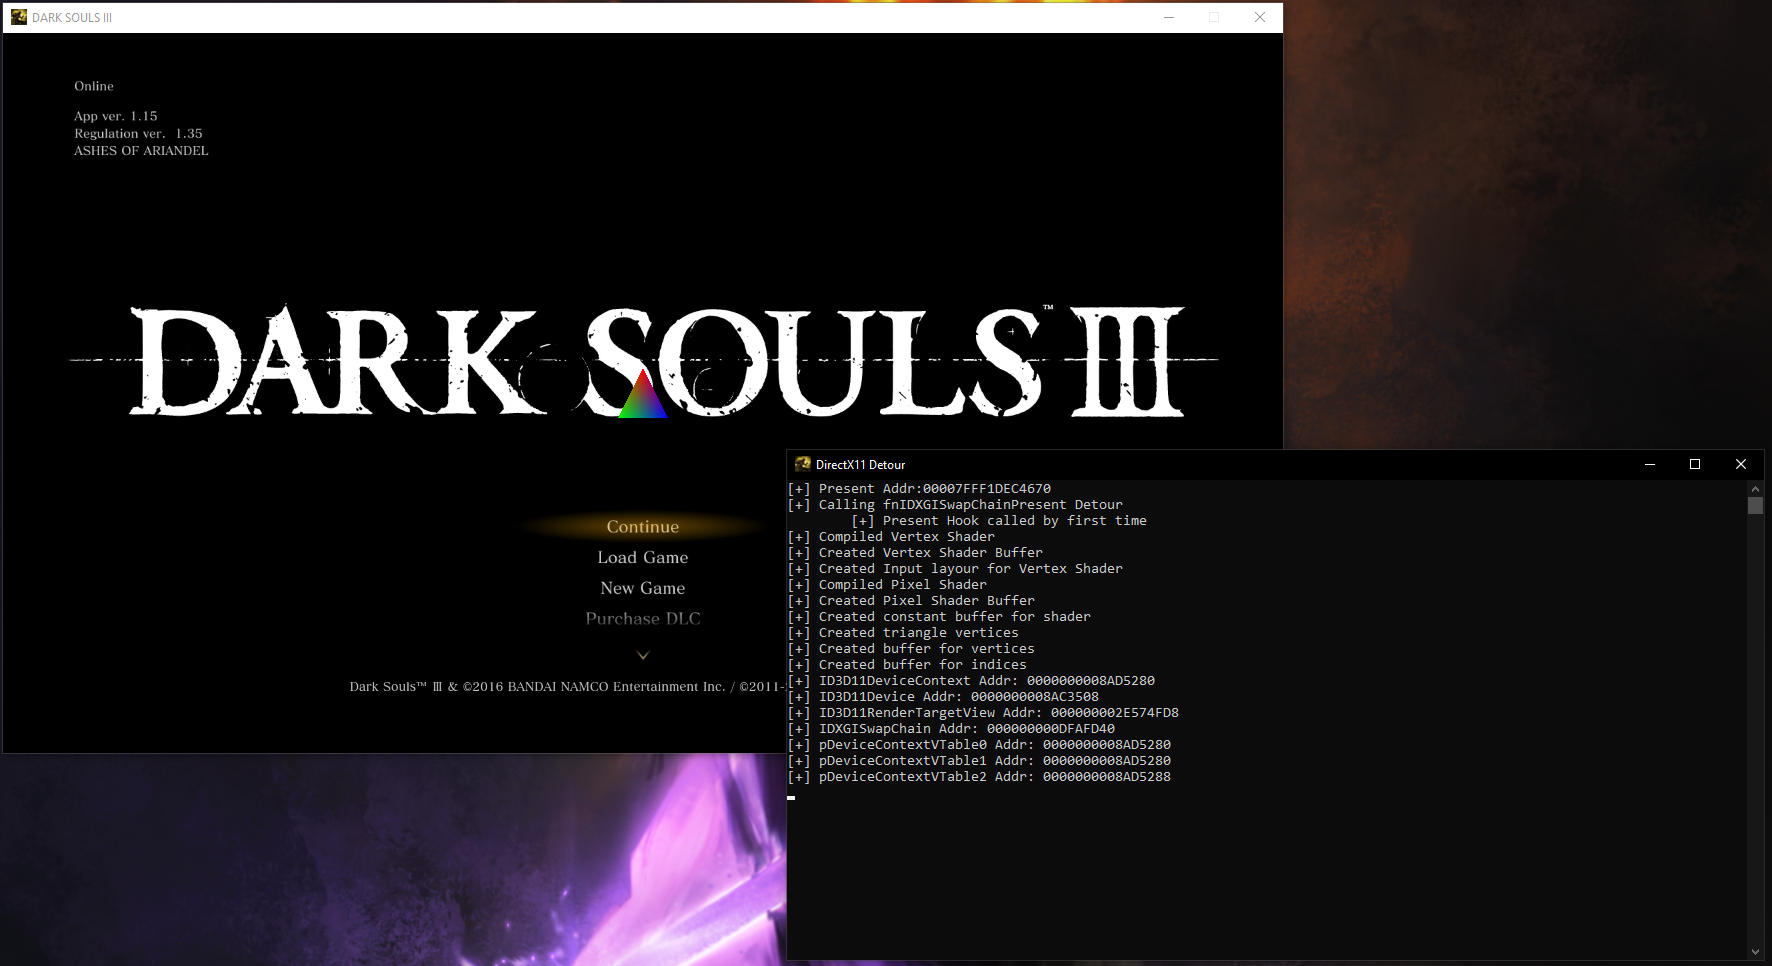 DARK SOULS III
Online
App ver. 1.15
Regulation ver. 1.35
ASHES OF ARIANDEL
DARK SOULS™ III
Continue
Load Game
New Game
Purchase DLC
Dark Souls™ III & ©2016 BANDAI NAMCO Entertainment Inc. / ©2011-
DirectX11 Detour
[+] Present Addr:00007FFF1DEC4670
[+] Calling fnIDXGISwapChainPresent Detour
[+] Present Hook called by first time
[+] Compiled Vertex Shader
[+] Created Vertex Shader Buffer
[+] Created Input layour for Vertex Shader
[+] Compiled Pixel Shader
[+] Created Pixel Shader Buffer
[+] Created constant buffer for shader
[+] Created triangle vertices
[+] Created buffer for vertices
[+] Created buffer for indices
[+] ID3D11DeviceContext Addr: 0000000008AD5280
[+] ID3D11Device Addr: 0000000008AC3508
[+] ID3D11RenderTargetView Addr: 000000002E574FD8
[+] IDXGISwapChain Addr: 000000000DFAFD40
[+] pDeviceContextVTable0 Addr: 0000000008AD5280
[+] pDeviceContextVTable1 Addr: 0000000008AD5280
[+] pDeviceContextVTable2 Addr: 0000000008AD5288